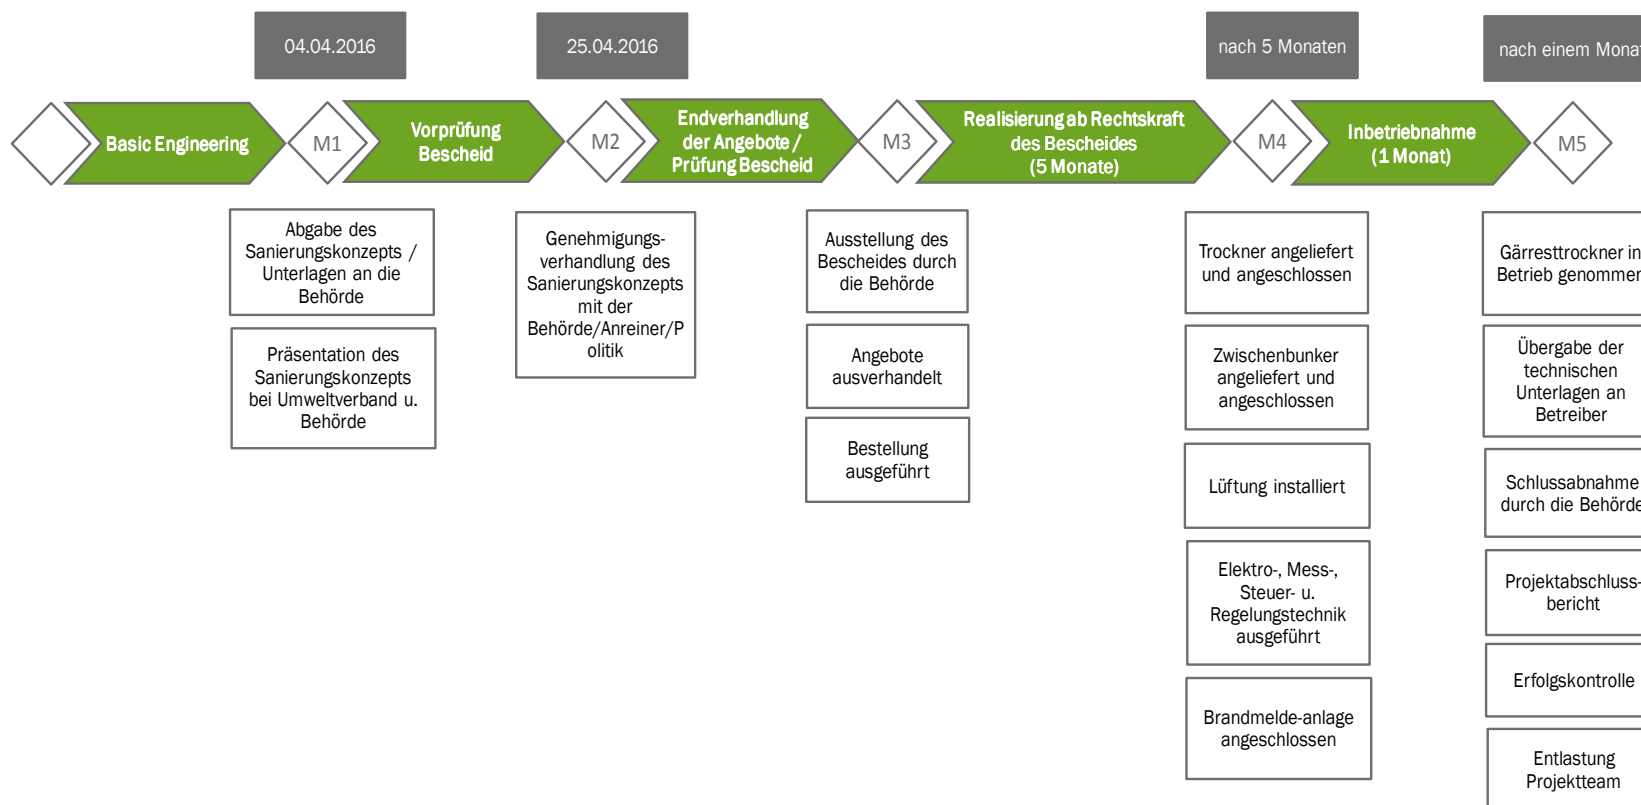 04.04.2016
25.04.2016
nach 5 Monaten
nach einem Monat
Basic Engineering
M1
Vorprüfung
Bescheid
M2
Endverhandlung
der Angebote /
Prüfung Bescheid
M3
Realisierung ab Rechtskraft
des Bescheides
(5 Monate)
M4
Inbetriebnahme
(1 Monat)
M5
Abgabe des
Sanierungskonzepts /
Unterlagen an die
Behörde
Präsentation des
Sanierungskonzepts
bei Umweltverband u.
Behörde
Genehmigungs-
verhandlung des
Sanierungskonzepts
mit der
Behörde/Anreiner/P
olitik
Ausstellung des
Bescheides durch
die Behörde
Angebote
ausverhandelt
Bestellung
ausgeführt
Trockner angeliefert
und angeschlossen
Zwischenbunker
angeliefert und
angeschlossen
Lüftung installiert
Elektro-, Mess-,
Steuer- u.
Regelungstechnik
ausgeführt
Brandmelde-anlage
angeschlossen
Gärresttrockner in
Betrieb genommen
Übergabe der
technischen
Unterlagen an
Betreiber
Schlussabnahme
durch die Behörde
Projektabschluss-
bericht
Erfolgskontrolle
Entlastung
Projektteam